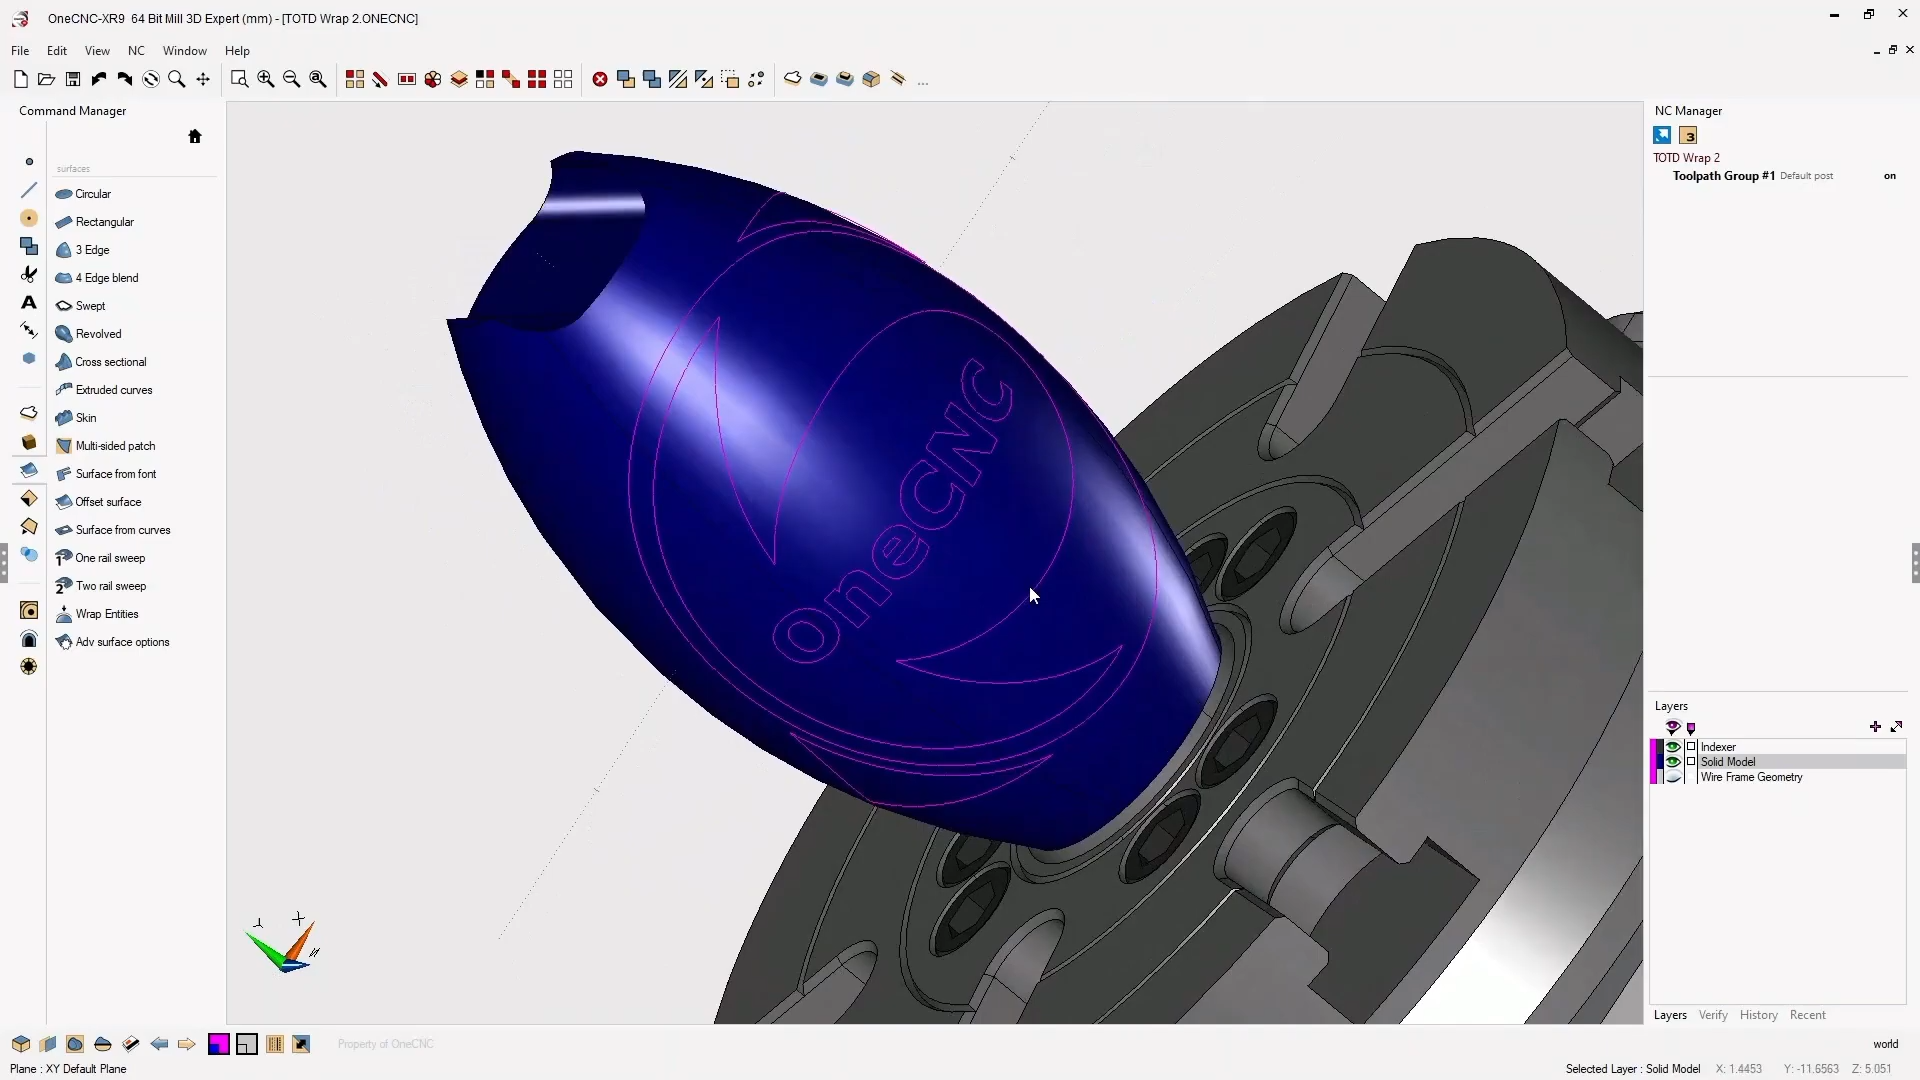 OneCNC-XR9 64 Bit Mill 3D Expert (mm) - [TOTD Wrap 2.ONECNC]
File Edit View NC Window Help
Command Manager
surfaces
Circular
Rectangular
3 Edge
4 Edge blend
Swept
Revolved
Cross sectional
Extruded curves
Skin
Multi-sided patch
Surface from font
Offset surface
Surface from curves
One rail sweep
Two rail sweep
Wrap Entities
Adv surface options
OneCNC
NC Manager
TOTD Wrap 2
Toolpath Group #1 Default post on
Layers
Indexer
Solid Model
Wire Frame Geometry
Layers Verify History Recent
Property of OneCNC
world
Plane : XY Default Plane
Selected Layer : Solid Model X: 1.4453 Y: -11.6563 Z: 5.051